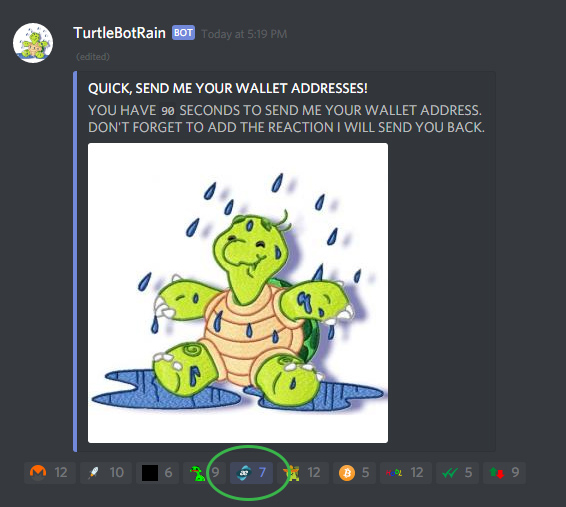 TurtleBotRain BOT Today at 5:19 PM
(edited)
QUICK, SEND ME YOUR WALLET ADDRESSES!
YOU HAVE 90 SECONDS TO SEND ME YOUR WALLET ADDRESS.
DON'T FORGET TO ADD THE REACTION I WILL SEND YOU BACK.
12 10 6 9 7 12 5 12 5 9